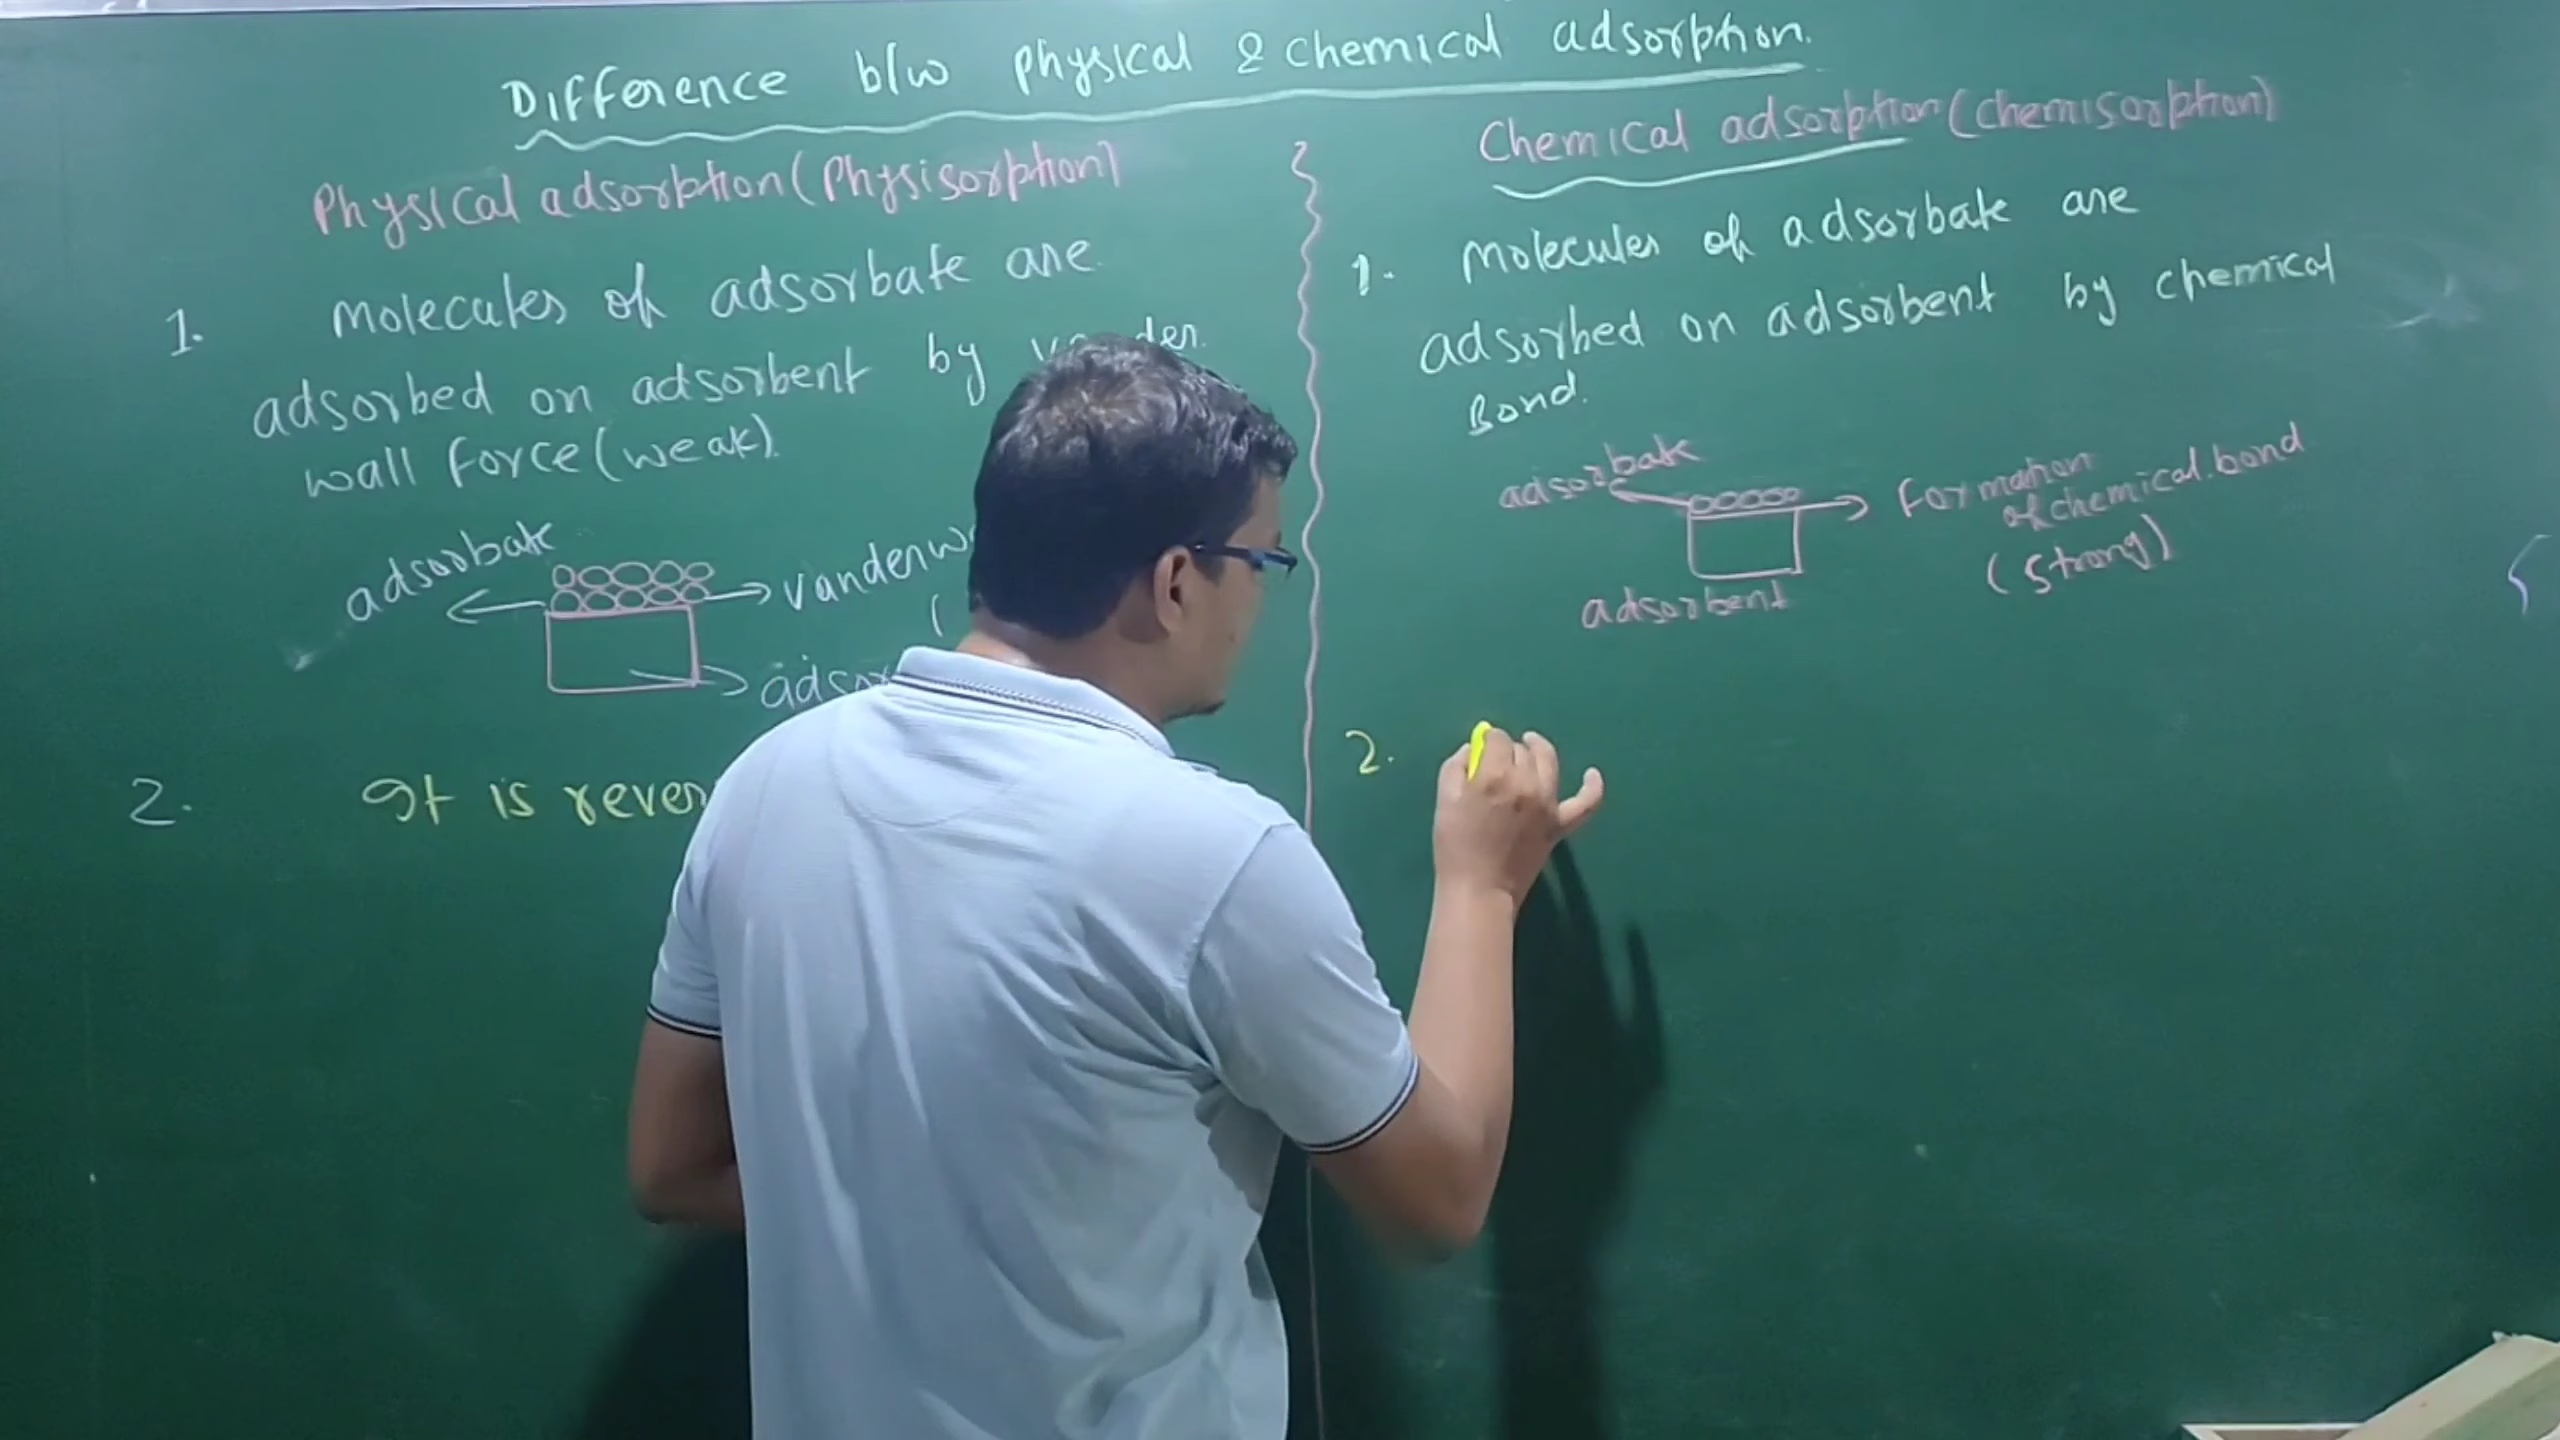 Difference b/w physical & chemical adsorption.
Physical adsorption (Physisorption)
1. Molecules of adsorbate are
adsorbed on adsorbent by
wall force (weak).
adsorbate
2. It is
Chemical adsorption (chemisorption)
1. Molecules of adsorbate are
adsorbed on adsorbent by chemical
Bond.
adsorbate
Formation
of chemical bond
(Strong)
adsorbent
2.